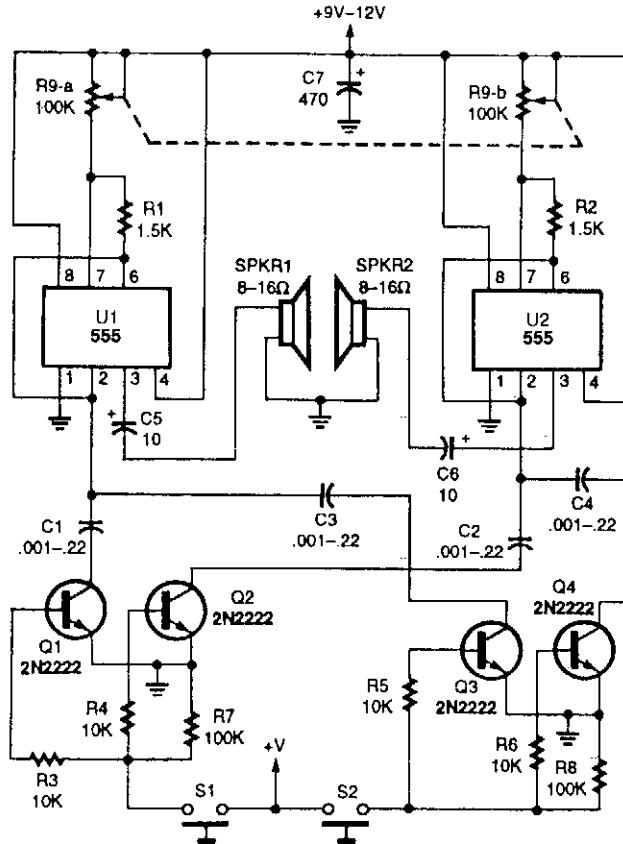 +9V–12V
R9-a
100K
C7
470
+
R9-b
100K
R1
1.5K
R2
1.5K
SPKR1
8–16Ω
SPKR2
8–16Ω
8 7 6
U1
555
1 2 3 4
8 7 6
U2
555
1 2 3 4
+
C5
10
+
C6
10
C4
.001–.22
C3
.001–.22
C1
.001–.22
C2
.001–.22
Q1
2N2222
Q2
2N2222
Q3
2N2222
Q4
2N2222
R4
10K
R7
100K
R5
10K
R6
10K
R8
100K
R3
10K
+V
S1
S2